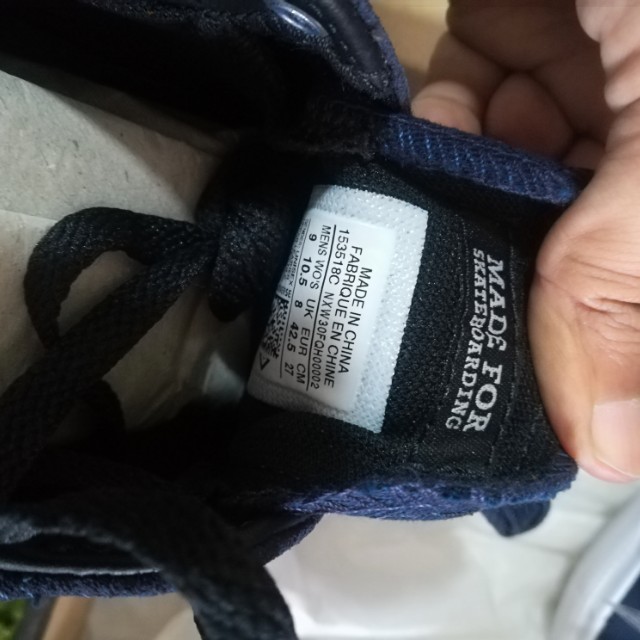 MADE FOR
SKATEBOARDING
MADE IN CHINA
FABRIQUE EN CHINE
153518C NXW3PFQH00002
MEN'S WO'S UK EUR CM
9 10.5 8 42.5 27